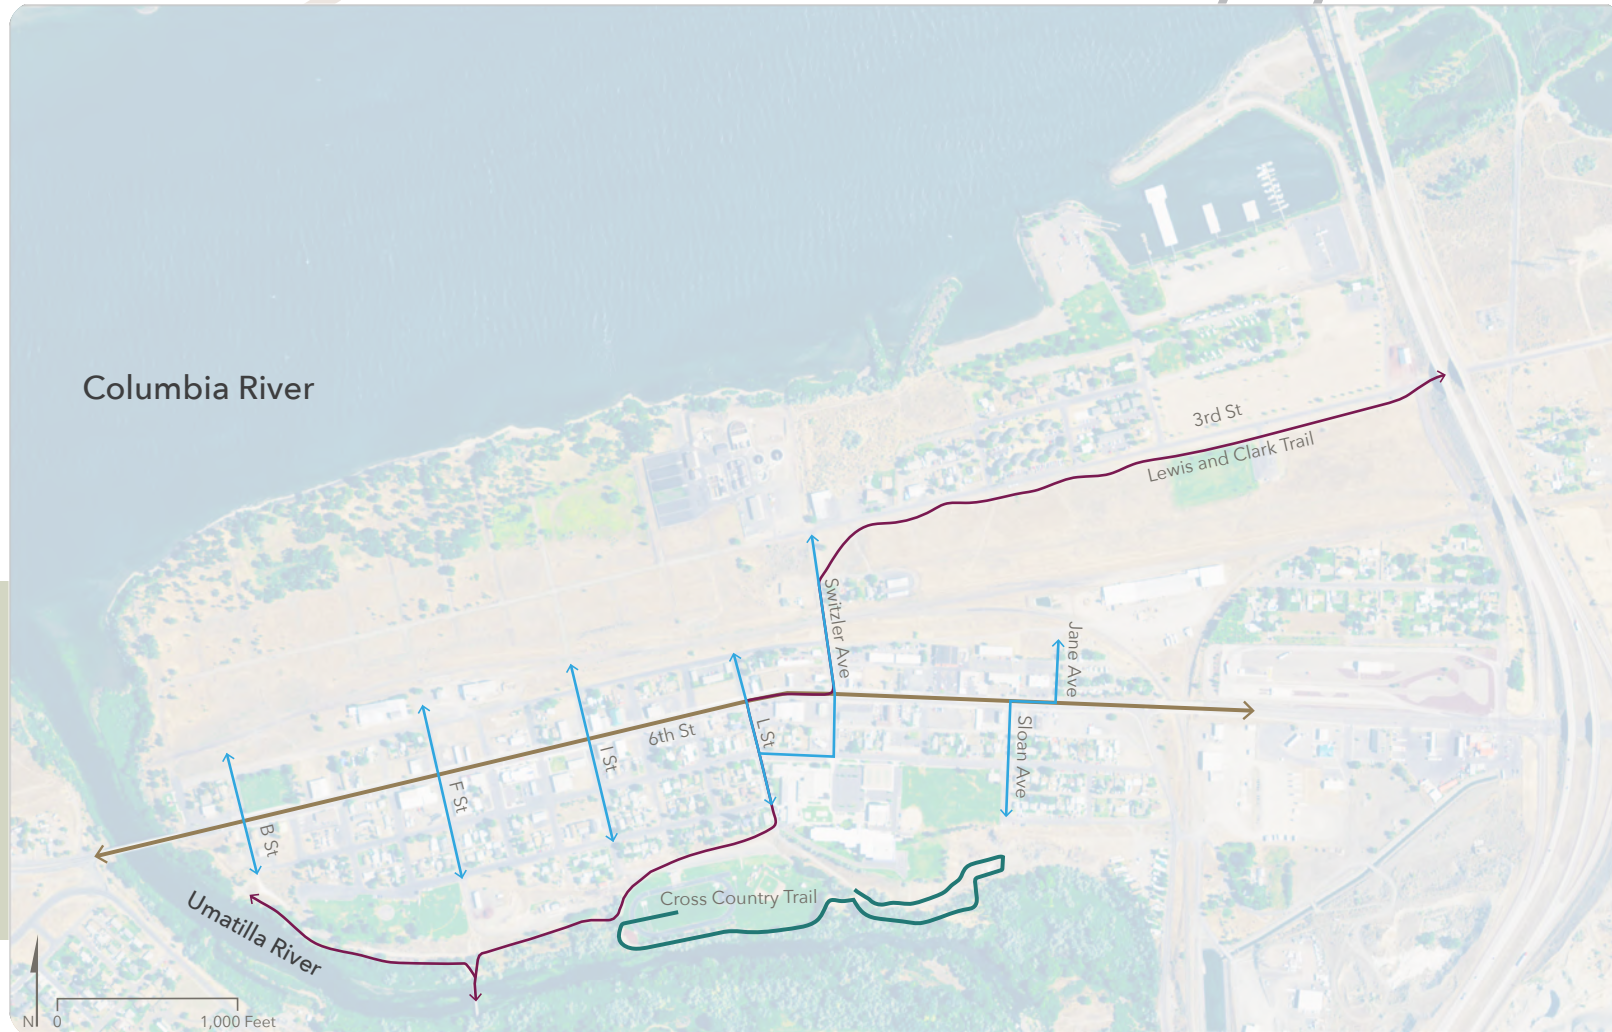 Columbia River
3rd St
Lewis and Clark Trail
Switzler Ave
Jane Ave
L St
6th St
I St
Sloan Ave
F St
B St
Cross Country Trail
Umatilla River
N 0 1,000 Feet